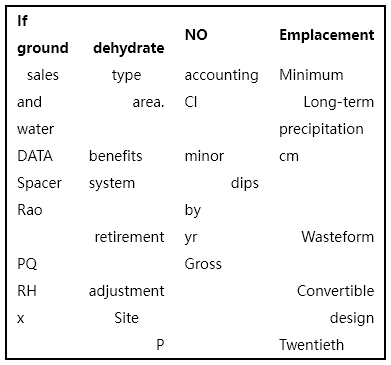 If
ground dehydrate NO Emplacement
sales type accounting Minimum
and area. CI Long-term
water precipitation
DATA benefits minor cm
Spacer system dips
Rao by
retirement yr Wasteform
PQ Gross
RH adjustment Convertible
x Site design
P Twentieth